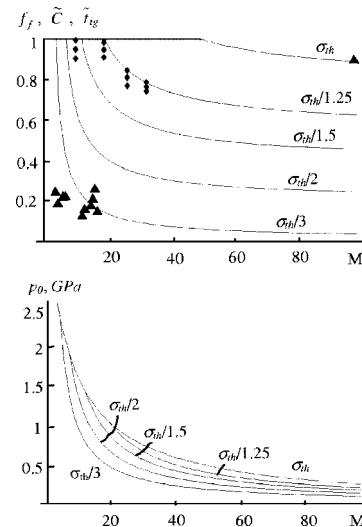 f_f , C̃, t̃_tg
1
σ_th
0.8
σ_th/1.25
0.6
σ_th/1.5
0.4
σ_th/2
0.2
σ_th/3
20 40 60 80 M
p_0, GPa
2.5
2
σ_th/2
1.5
σ_th/1.5
1
σ_th/1.25
σ_th
0.5
σ_th/3
0 20 40 60 80 M